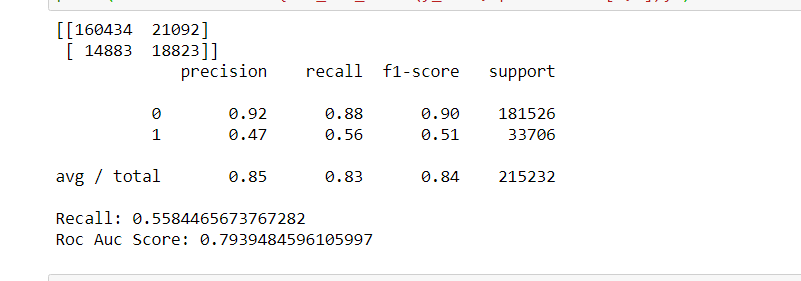 [[160434 21092]
[ 14883 18823]]
precision recall f1-score support
0 0.92 0.88 0.90 181526
1 0.47 0.56 0.51 33706
avg / total 0.85 0.83 0.84 215232
Recall: 0.5584465673767282
Roc Auc Score: 0.7939484596105997